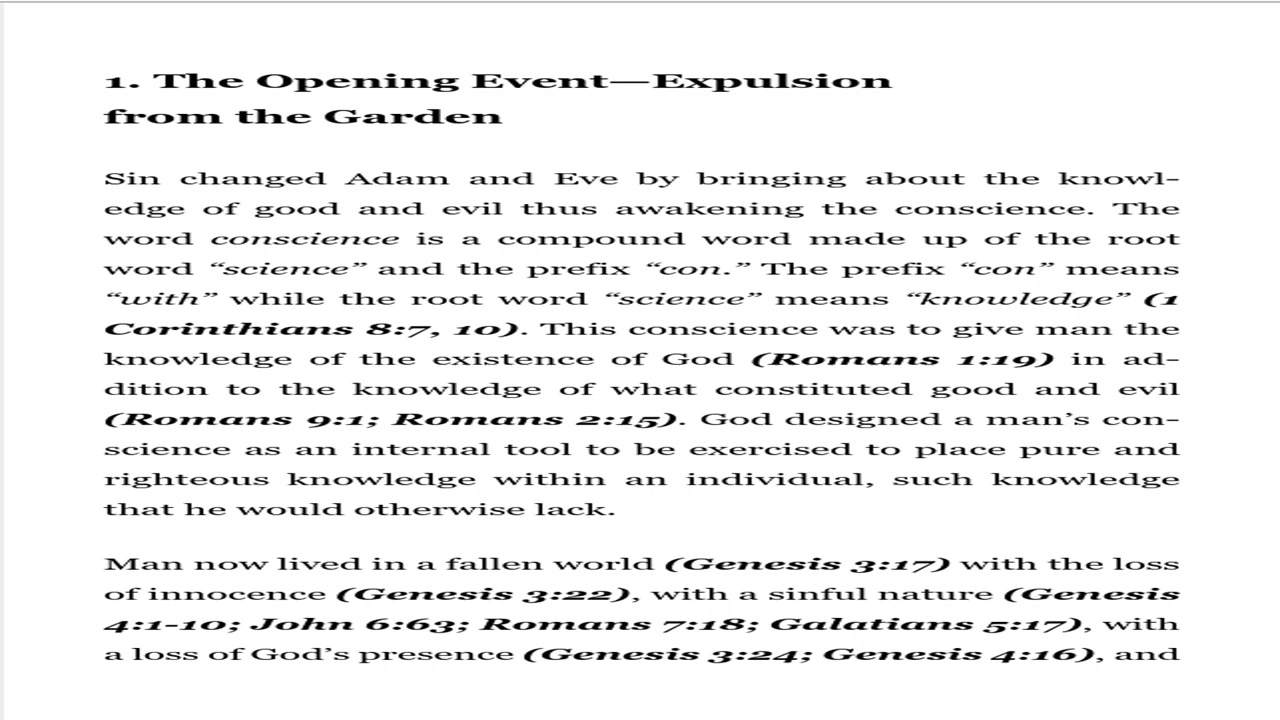 1. The Opening Event—Expulsion
from the Garden
Sin changed Adam and Eve by bringing about the knowl-
edge of good and evil thus awakening the conscience. The
word conscience is a compound word made up of the root
word “science” and the prefix “con.” The prefix “con” means
“with” while the root word “science” means “knowledge” (1
Corinthians 8:7, 10). This conscience was to give man the
knowledge of the existence of God (Romans 1:19) in ad-
dition to the knowledge of what constituted good and evil
(Romans 9:1; Romans 2:15). God designed a man’s con-
science as an internal tool to be exercised to place pure and
righteous knowledge within an individual, such knowledge
that he would otherwise lack.
Man now lived in a fallen world (Genesis 3:17) with the loss
of innocence (Genesis 3:22), with a sinful nature (Genesis
4:1-10; John 6:63; Romans 7:18; Galatians 5:17), with
a loss of God’s presence (Genesis 3:24; Genesis 4:16), and